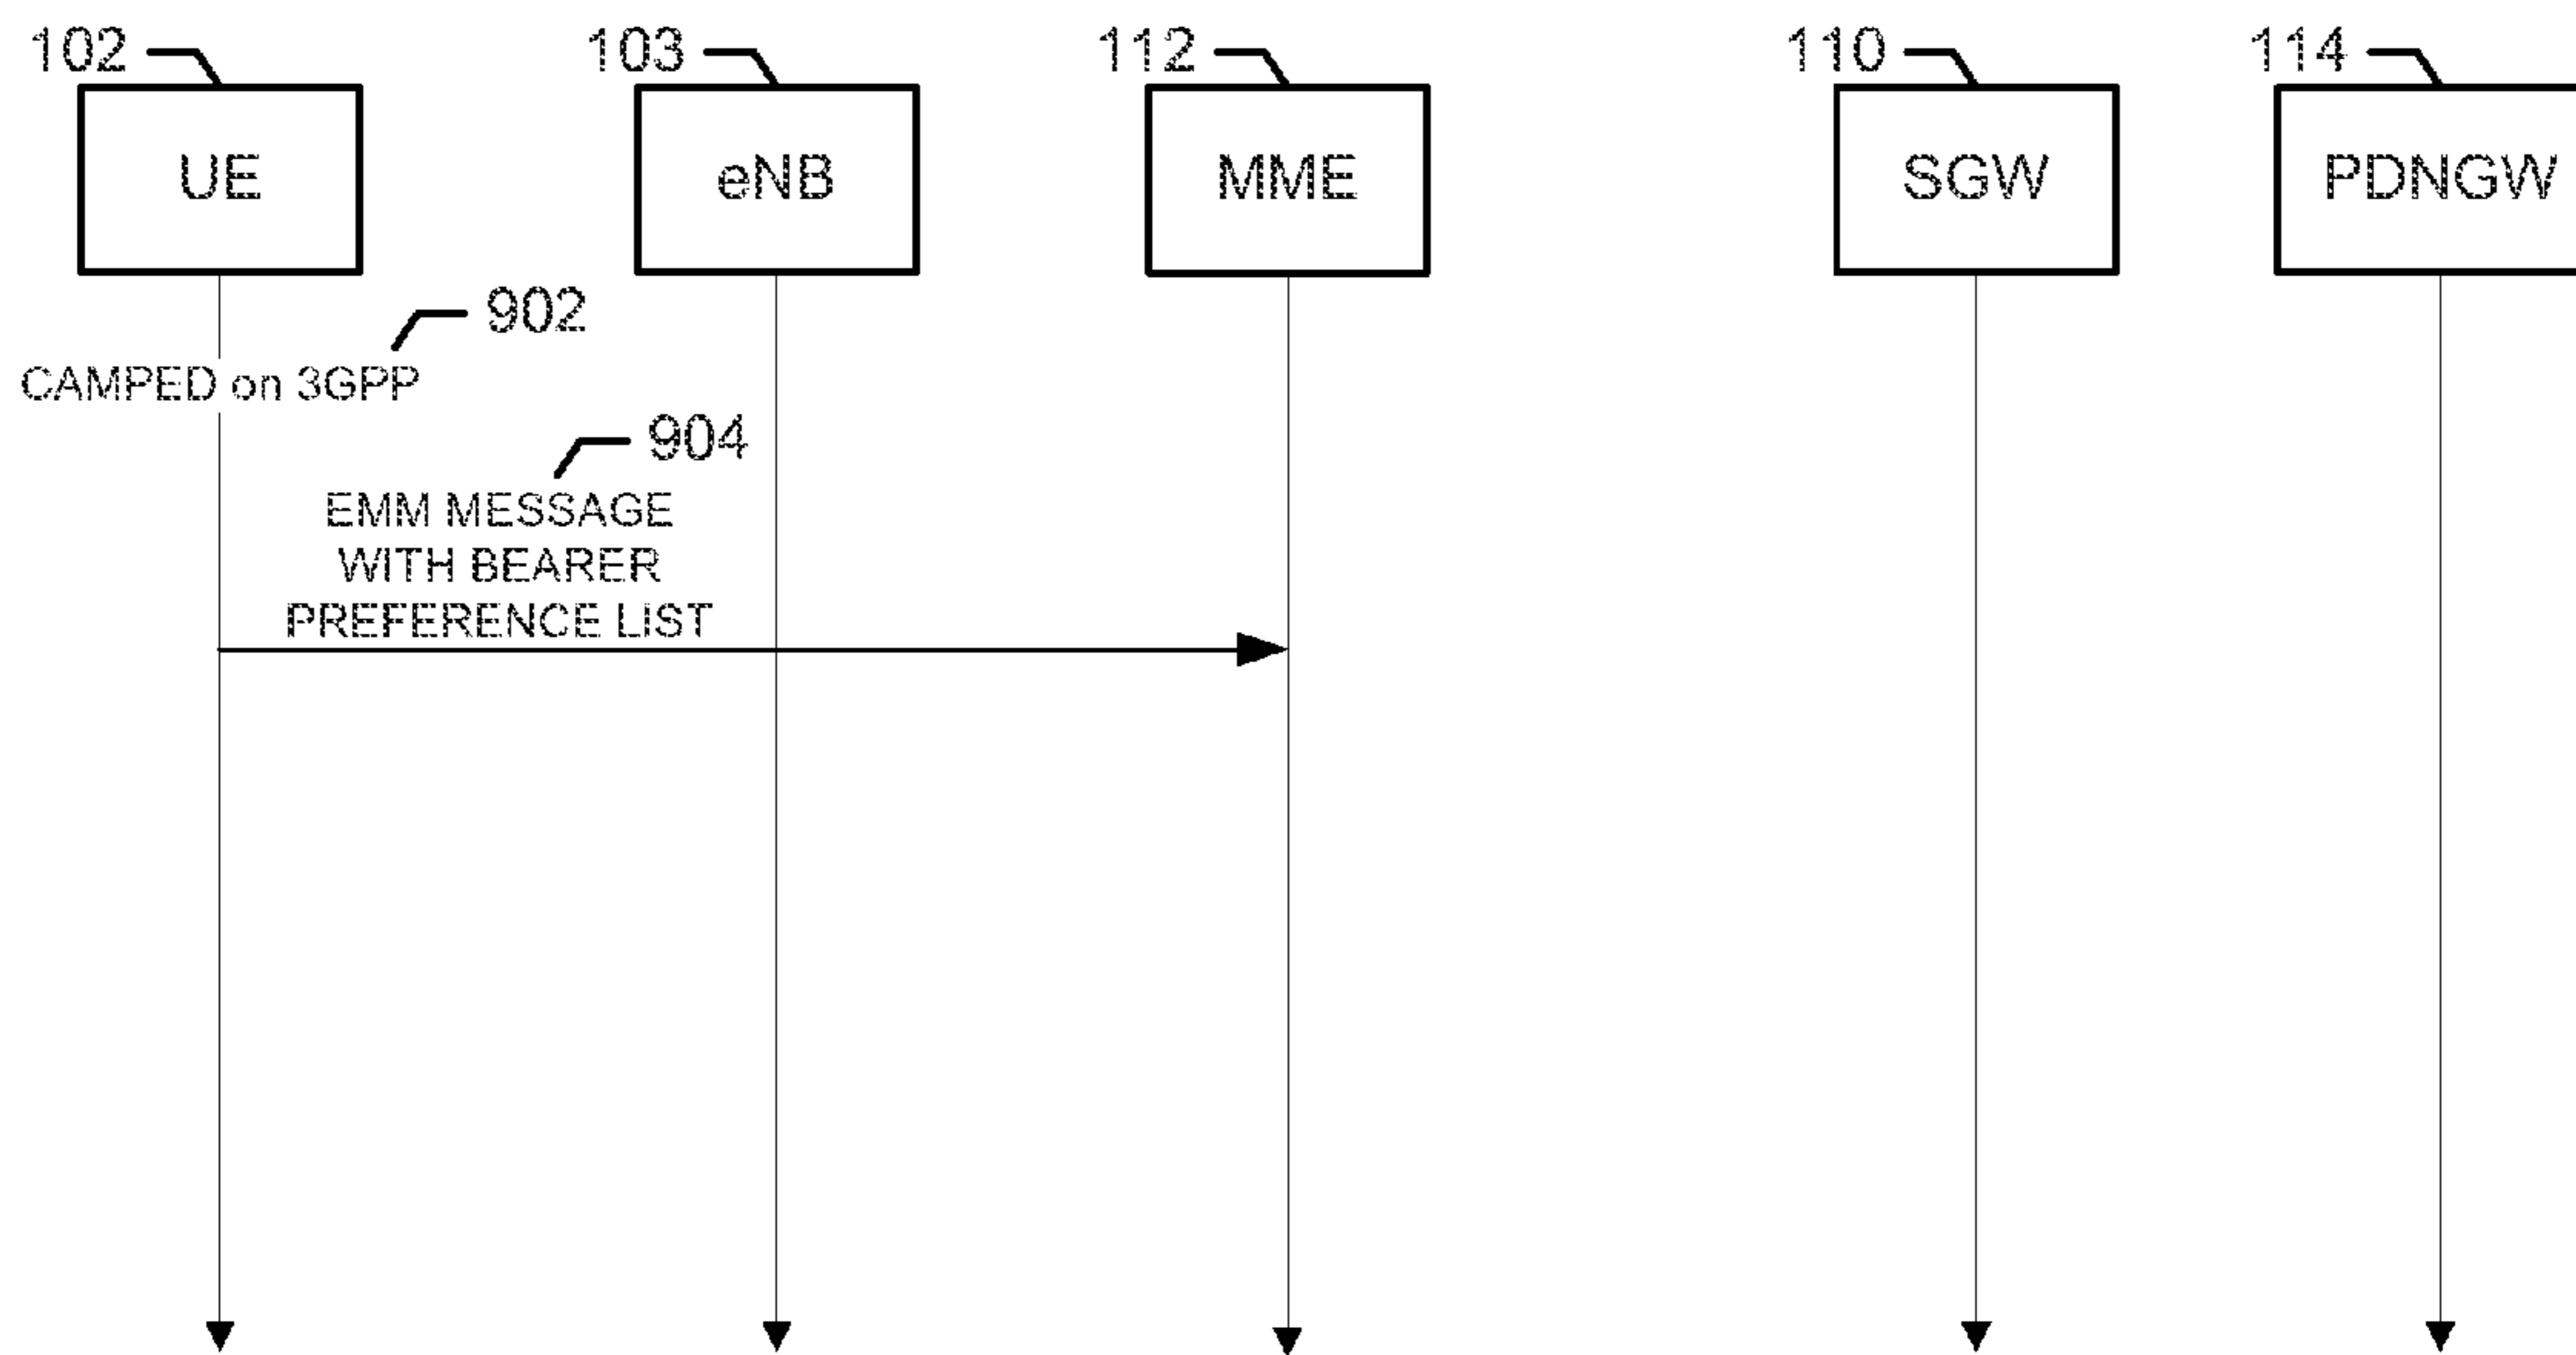 102
103
112
110
114
UE
eNB
MME
SGW
PDNGW
902
CAMPED on 3GPP
904
EMM MESSAGE
WITH BEARER
PREFERENCE LIST